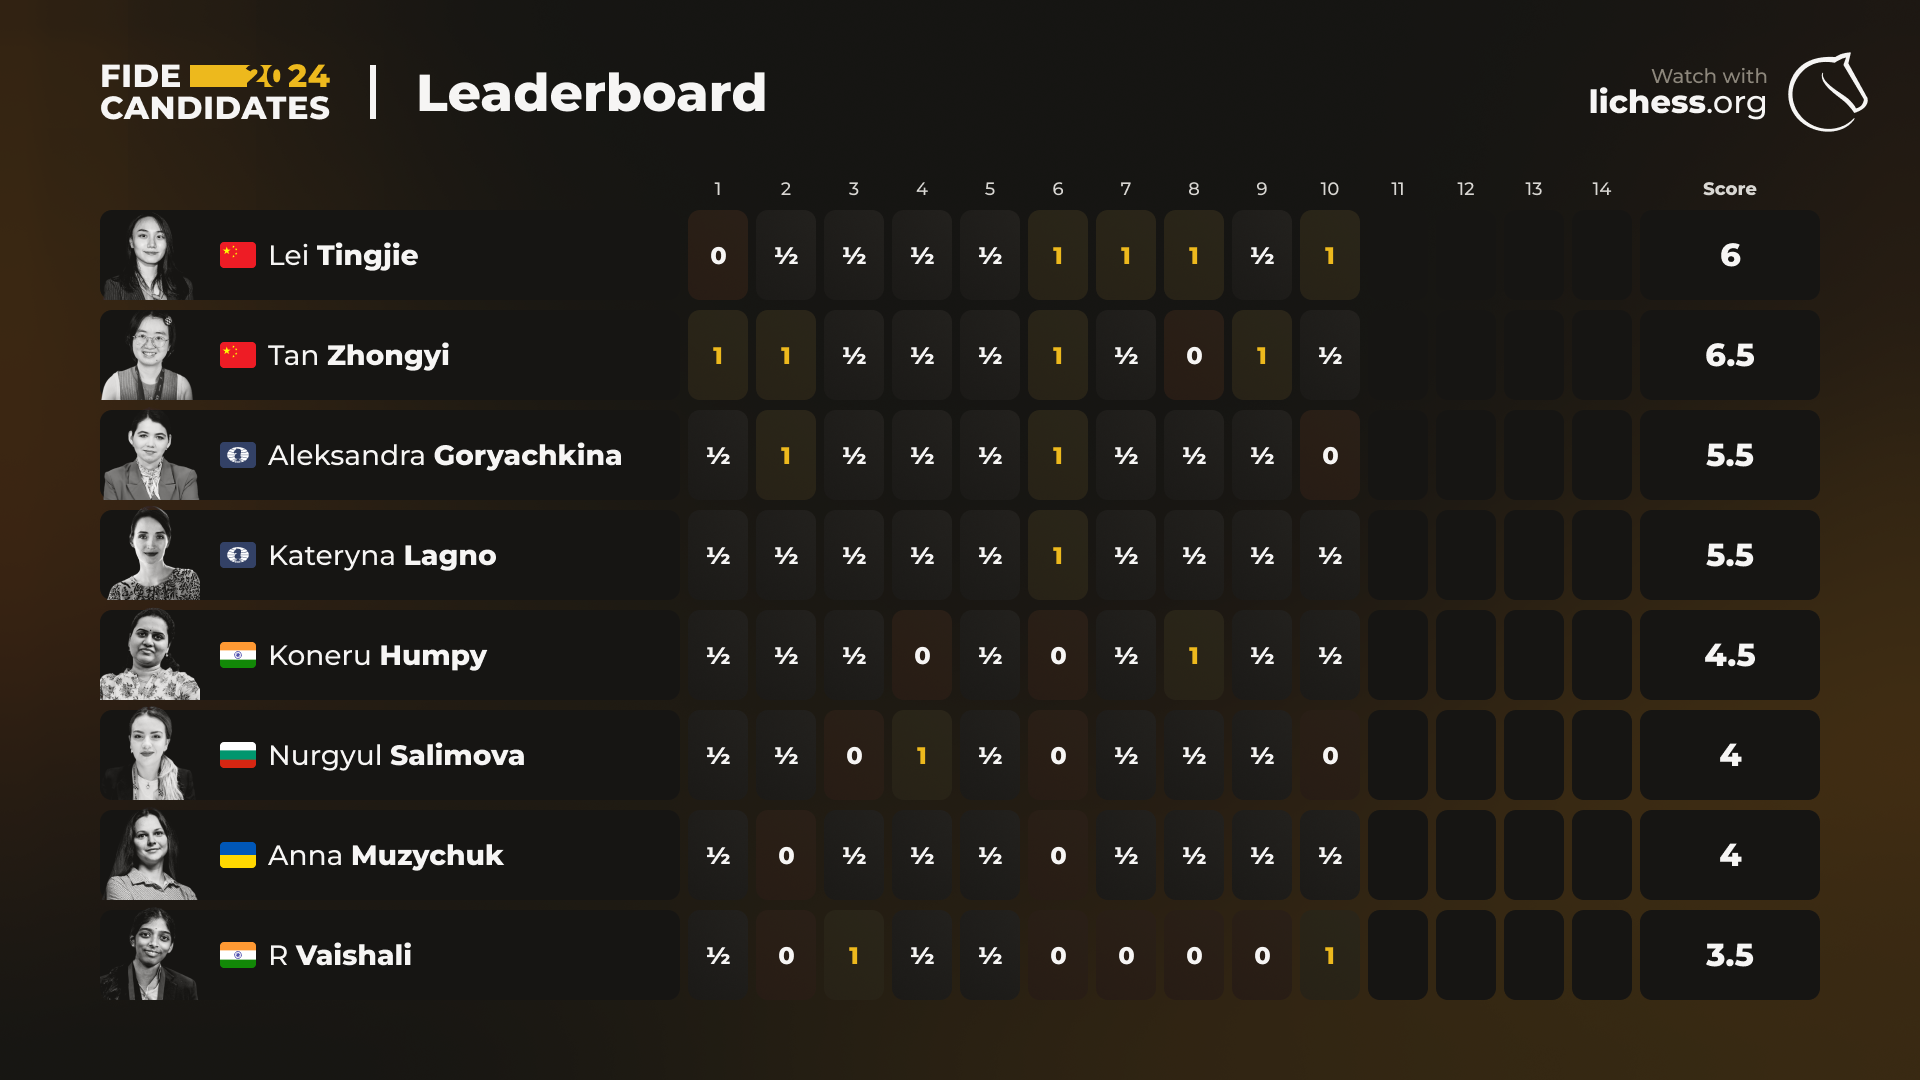 FIDE 2024
CANDIDATES
Leaderboard
Watch with
lichess.org
1 2 3 4 5 6 7 8 9 10 11 12 13 14 Score
Lei Tingjie 0 ½ ½ ½ ½ 1 1 1 ½ 1 6
Tan Zhongyi 1 1 ½ ½ ½ 1 ½ 0 1 ½ 6.5
Aleksandra Goryachkina ½ 1 ½ ½ ½ 1 ½ ½ ½ 0 5.5
Kateryna Lagno ½ ½ ½ ½ ½ 1 ½ ½ ½ ½ 5.5
Koneru Humpy ½ ½ ½ 0 ½ 0 ½ 1 ½ ½ 4.5
Nurgyul Salimova ½ ½ 0 1 ½ 0 ½ ½ ½ 0 4
Anna Muzychuk ½ 0 ½ ½ ½ 0 ½ ½ ½ ½ 4
R Vaishali ½ 0 1 ½ ½ 0 0 0 0 1 3.5